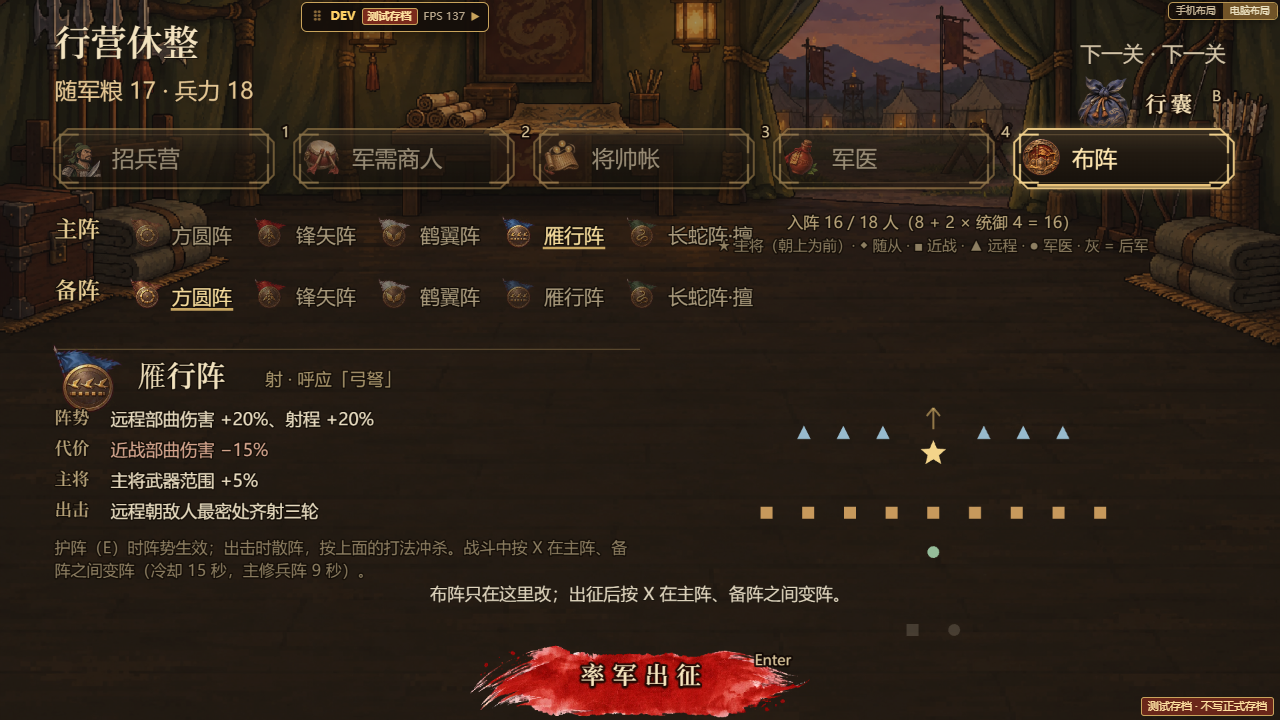 DEV 测试存档 FPS 137 ▶
手机布局 电脑布局
行营休整
下一关 · 下一关
随军粮 17 · 兵力 18
行囊 B
招兵营 1
军需商人 2
将帅帐 3
军医 4
布阵
主阵 方圆阵 锋矢阵 鹤翼阵 雁行阵 长蛇阵·擅
入阵 16 / 18 人（8 + 2 × 统御 4 = 16）
★ 主将（朝上为前）· ◆ 随从 · ■ 近战 · ▲ 远程 · ● 军医 · 灰 = 后军
备阵 方圆阵 锋矢阵 鹤翼阵 雁行阵 长蛇阵·擅
雁行阵 射 · 呼应「弓弩」
阵势 远程部曲伤害 +20%、射程 +20%
代价 近战部曲伤害 −15%
主将 主将武器范围 +5%
出击 远程朝敌人最密处齐射三轮
护阵（E）时阵势生效；出击时散阵，按上面的打法冲杀。战斗中按 X 在主阵、备
阵之间变阵（冷却 15 秒，主修兵阵 9 秒）。
布阵只在这里改；出征后按 X 在主阵、备阵之间变阵。
率军出征 Enter
测试存档 · 不写正式存档